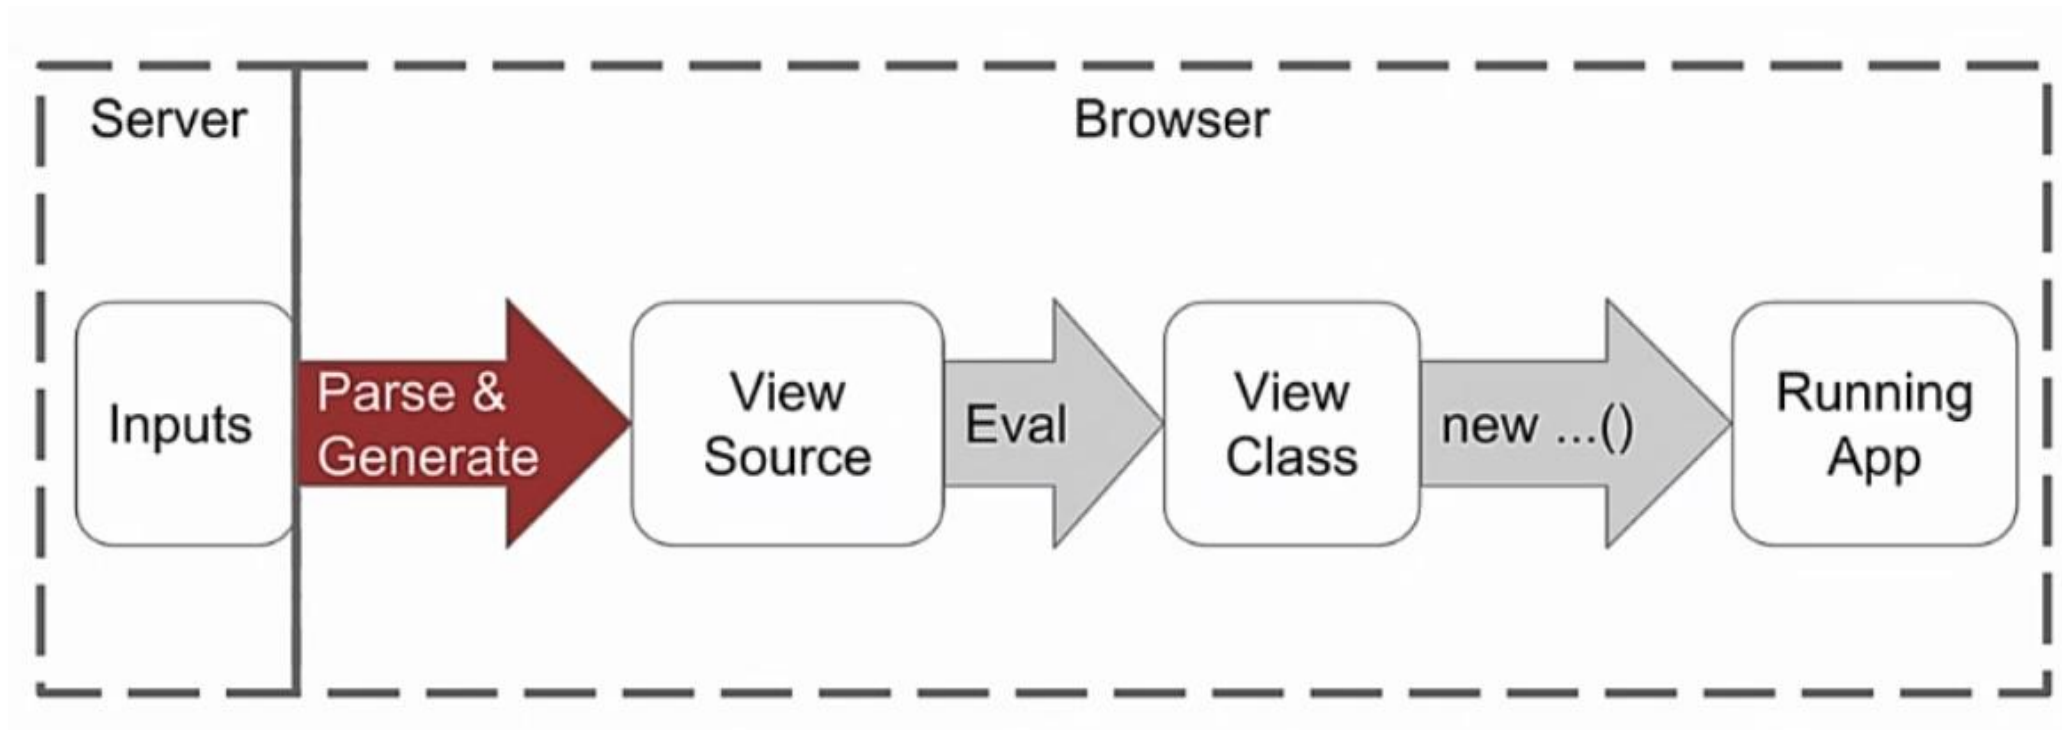 Server
Browser
Inputs
Parse &
Generate
View
Source
Eval
View
Class
new ...()
Running
App